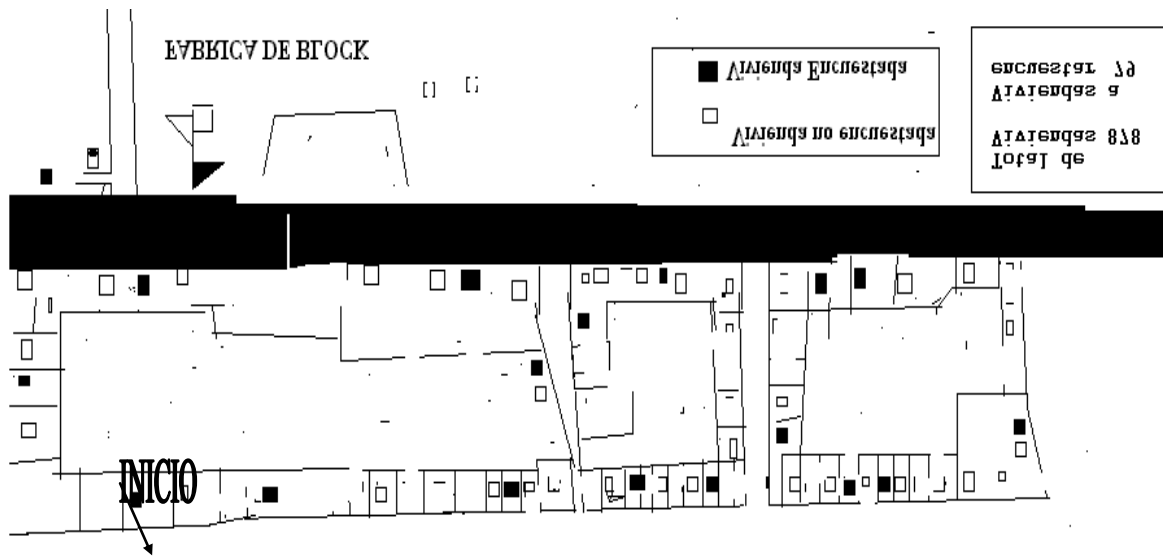 FABRICA DE BLOCK
Vivienda Encuestada
Vivienda no encuestada
Total de
Viviendas 878
Viviendas a
encuestar 79
INICIO